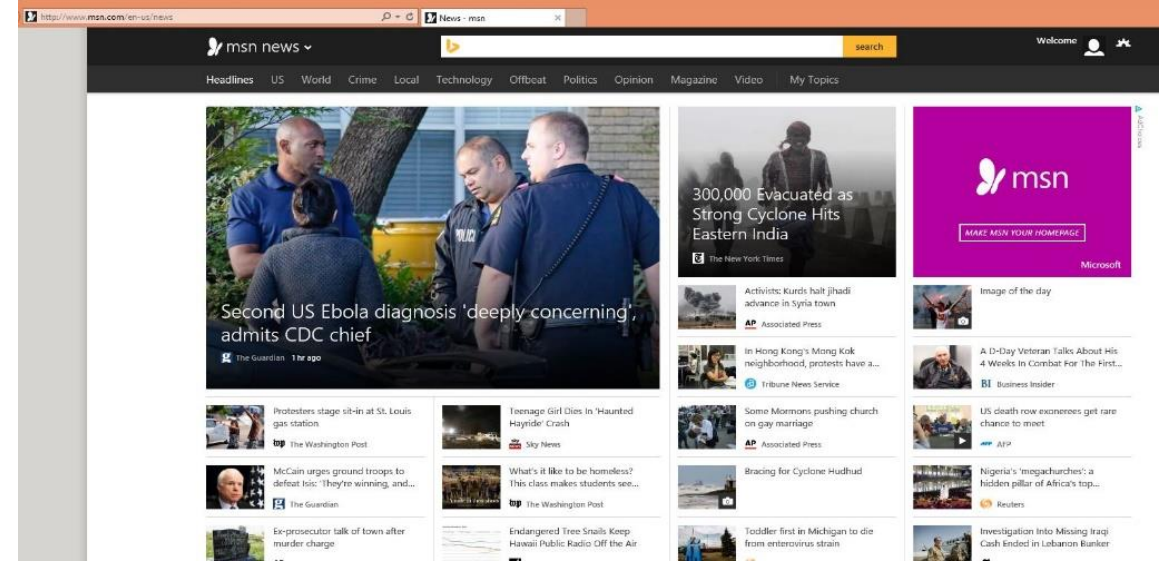 http://www.msn.com/en-us/news
News - msn
msn news
search
Welcome
Headlines US World Crime Local Technology Offbeat Politics Opinion Magazine Video My Topics
Second US Ebola diagnosis 'deeply concerning',
admits CDC chief
The Guardian 1 hr ago
300,000 Evacuated as
Strong Cyclone Hits
Eastern India
The New York Times
AdChoices
msn
MAKE MSN YOUR HOMEPAGE
Microsoft
Activists: Kurds halt jihadi
advance in Syria town
AP Associated Press
Image of the day
In Hong Kong's Mong Kok
neighborhood, protests have a...
Tribune News Service
A D-Day Veteran Talks About His
4 Weeks In Combat For The First...
BI Business Insider
Protesters stage sit-in at St. Louis
gas station
twp The Washington Post
Teenage Girl Dies In 'Haunted
Hayride' Crash
Sky News
Some Mormons pushing church
on gay marriage
AP Associated Press
US death row exonerees get rare
chance to meet
AFP AFP
McCain urges ground troops to
defeat Isis: 'They're winning, and...
The Guardian
What's it like to be homeless?
This class makes students see...
twp The Washington Post
Bracing for Cyclone Hudhud
Nigeria's 'megachurches': a
hidden pillar of Africa's top...
Reuters
Ex-prosecutor talk of town after
murder charge
Endangered Tree Snails Keep
Hawaii Public Radio Off the Air
Toddler first in Michigan to die
from enterovirus strain
Investigation Into Missing Iraqi
Cash Ended in Lebanon Bunker